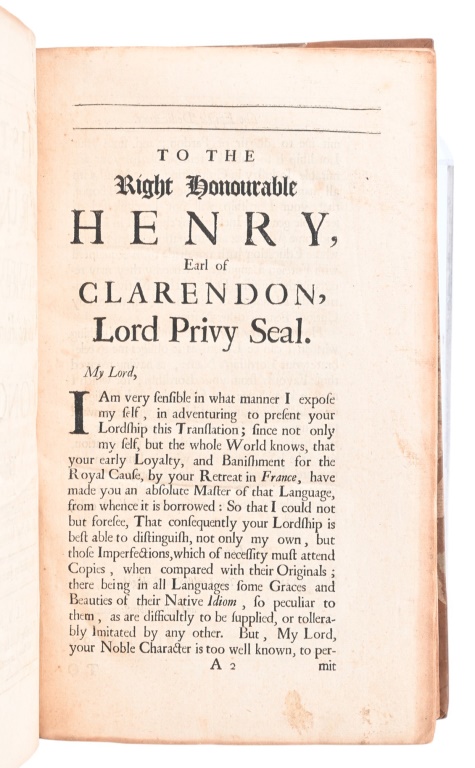 TO THE
Right Honourable
HENRY,
Earl of
CLARENDON,
Lord Privy Seal.
My Lord,
I Am very ſenſible in what manner I expoſe
my ſelf, in adventuring to preſent your
Lordſhip this Tranſlation; ſince not only
my ſelf, but the whole World knows, that
your early Loyalty, and Baniſhment for the
Royal Cauſe, by your Retreat in France, have
made you an abſolute Maſter of that Language,
from whence it is borrowed: So that I could not
but foreſee, That conſequently your Lordſhip is
beſt able to diſtinguiſh, not only my own, but
thoſe Imperfections, which of neceſſity muſt attend
Copies, when compared with their Originals;
there being in all Languages ſome Graces and
Beauties of their Native Idiom, ſo peculiar to
them, as are difficultly to be ſupplied, or tollera-
bly Imitated by any other. But, My Lord,
your Noble Character is too well known, to per-
A 2 mit